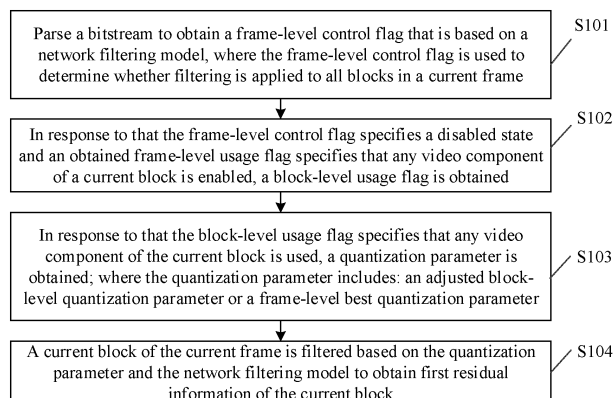 Parse a bitstream to obtain a frame-level control flag that is based on a
network filtering model, where the frame-level control flag is used to
determine whether filtering is applied to all blocks in a current frame
S101
In response to that the frame-level control flag specifies a disabled state
and an obtained frame-level usage flag specifies that any video component
of a current block is enabled, a block-level usage flag is obtained
S102
In response to that the block-level usage flag specifies that any video
component of the current block is used, a quantization parameter is
obtained; where the quantization parameter includes: an adjusted block-
level quantization parameter or a frame-level best quantization parameter
S103
A current block of the current frame is filtered based on the quantization
parameter and the network filtering model to obtain first residual
information of the current block
S104